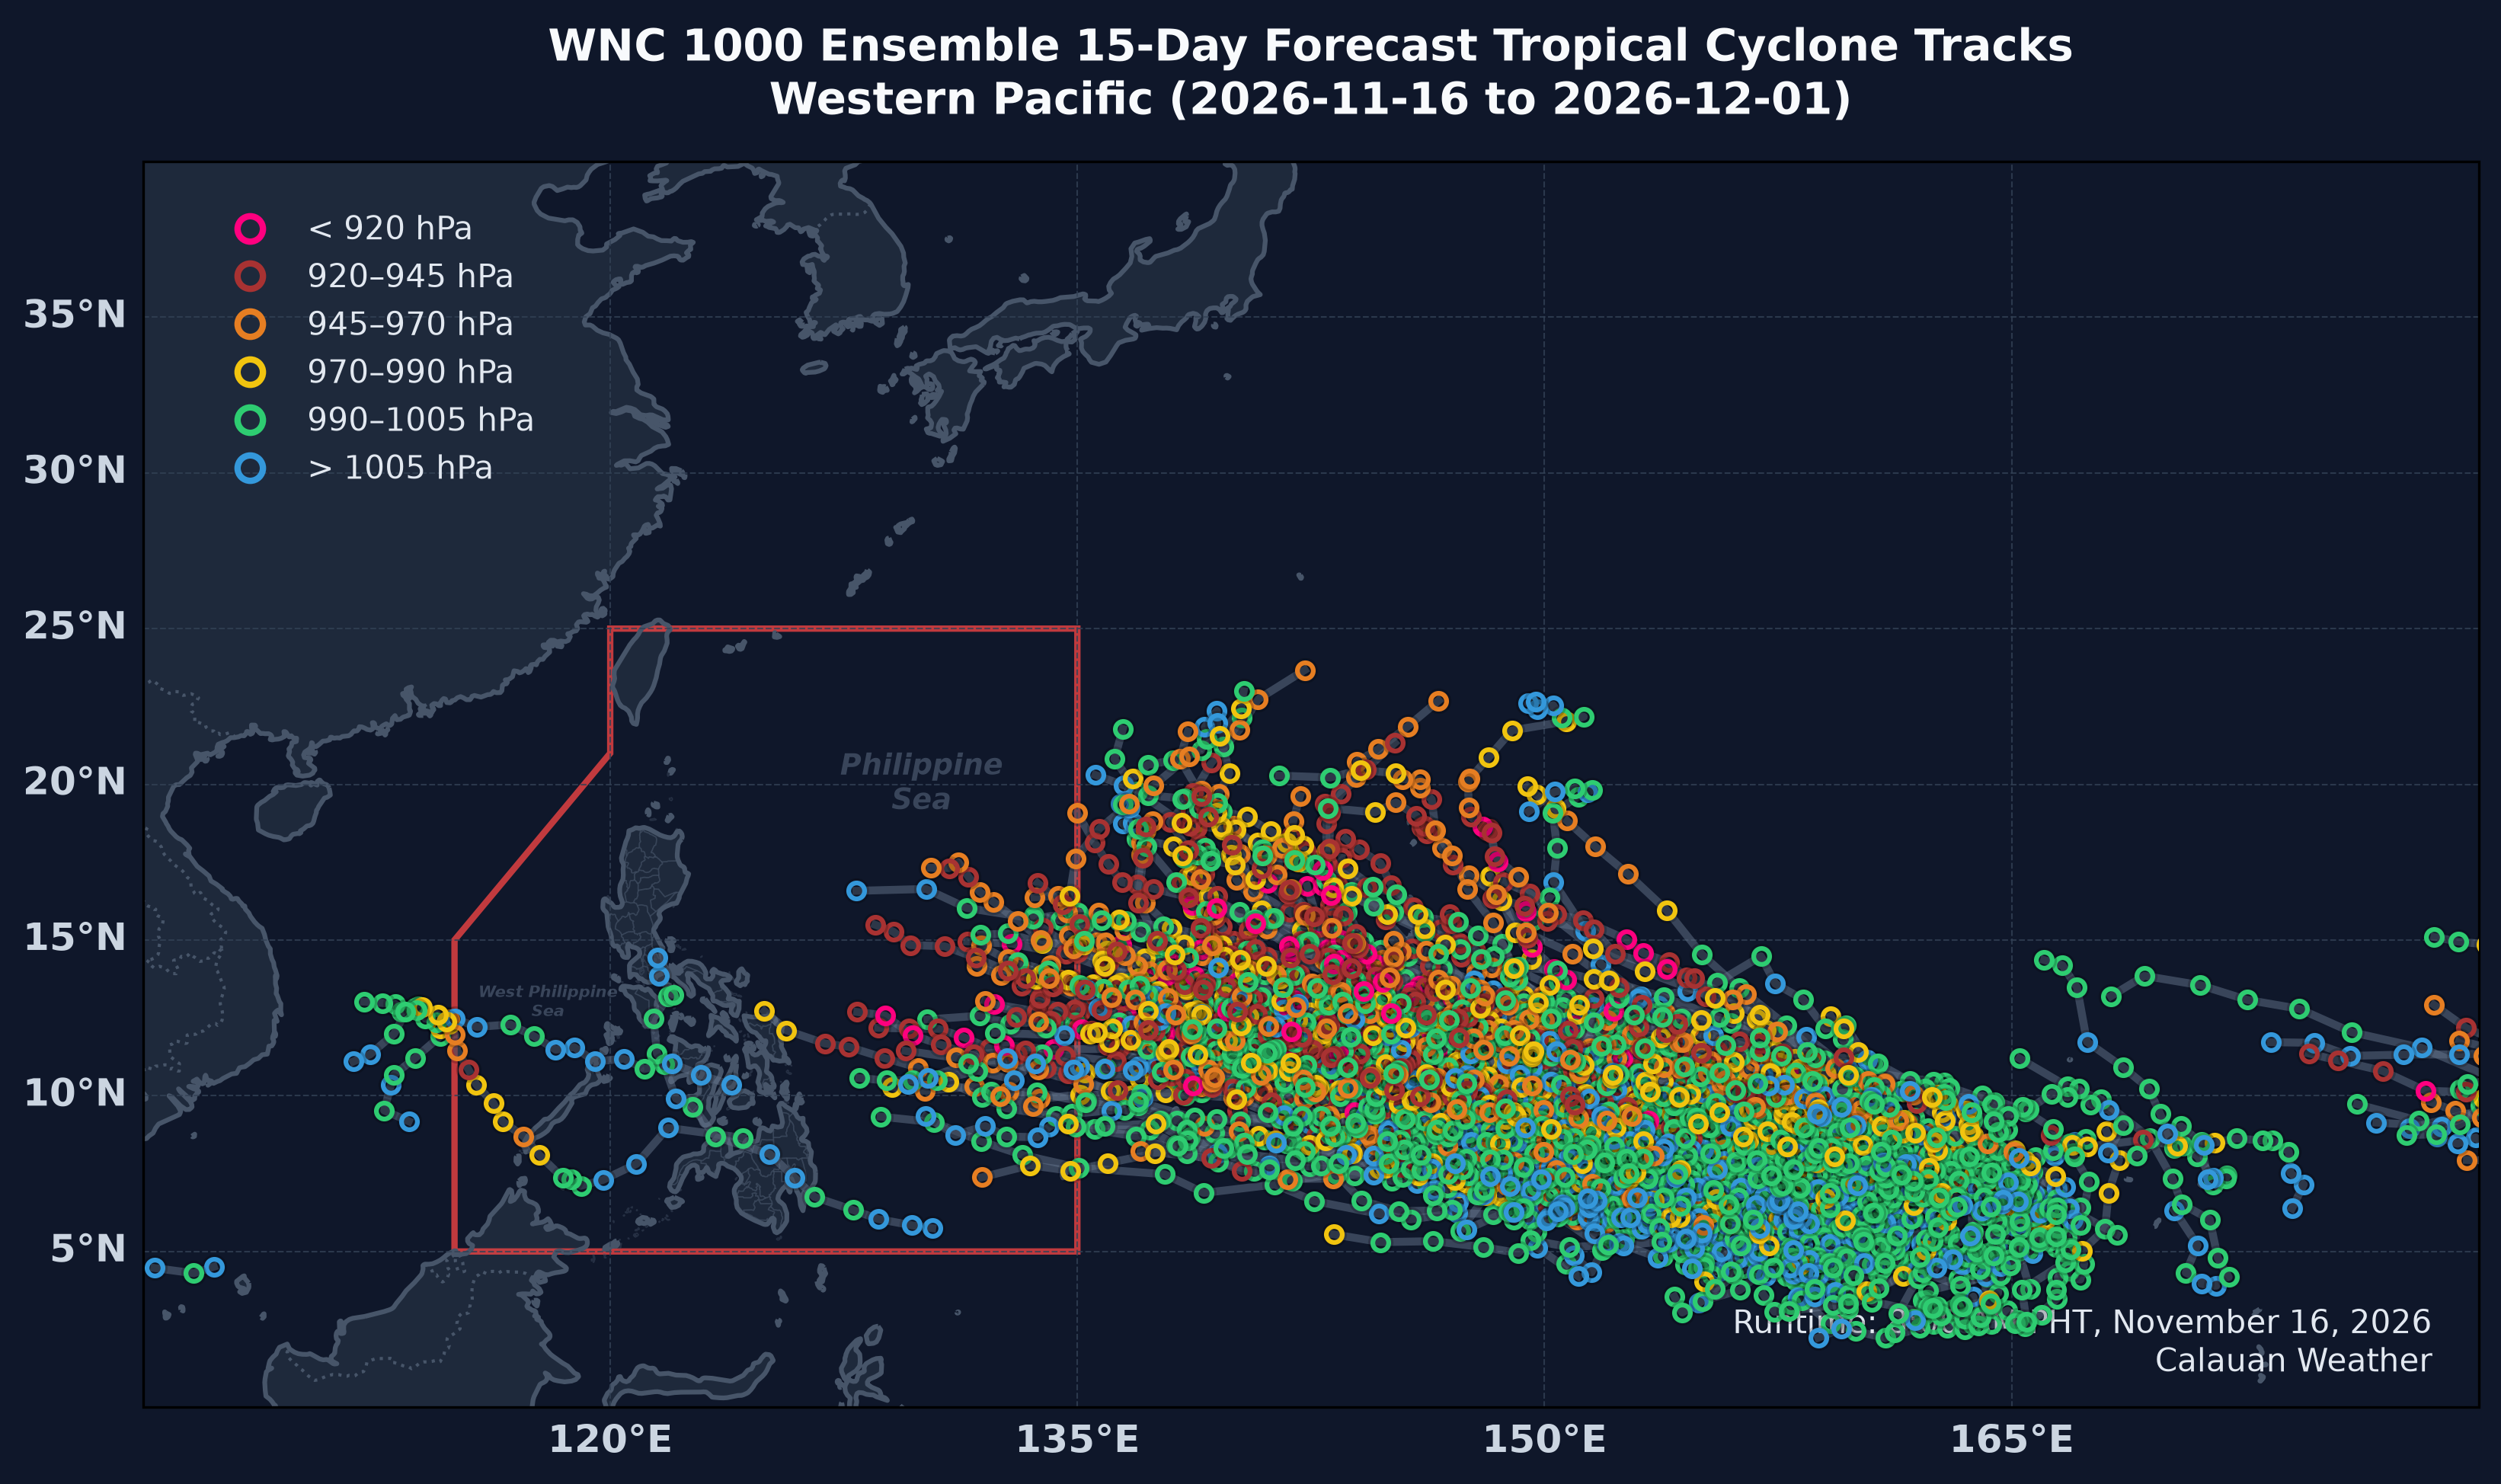 WNC 1000 Ensemble 15-Day Forecast Tropical Cyclone Tracks
Western Pacific (2026-11-16 to 2026-12-01)
< 920 hPa
920–945 hPa
945–970 hPa
970–990 hPa
990–1005 hPa
> 1005 hPa
35°N
30°N
25°N
20°N
15°N
10°N
5°N
Philippine
Sea
West Philippine
Sea
Runtime: PHT, November 16, 2026
Calauan Weather
120°E
135°E
150°E
165°E